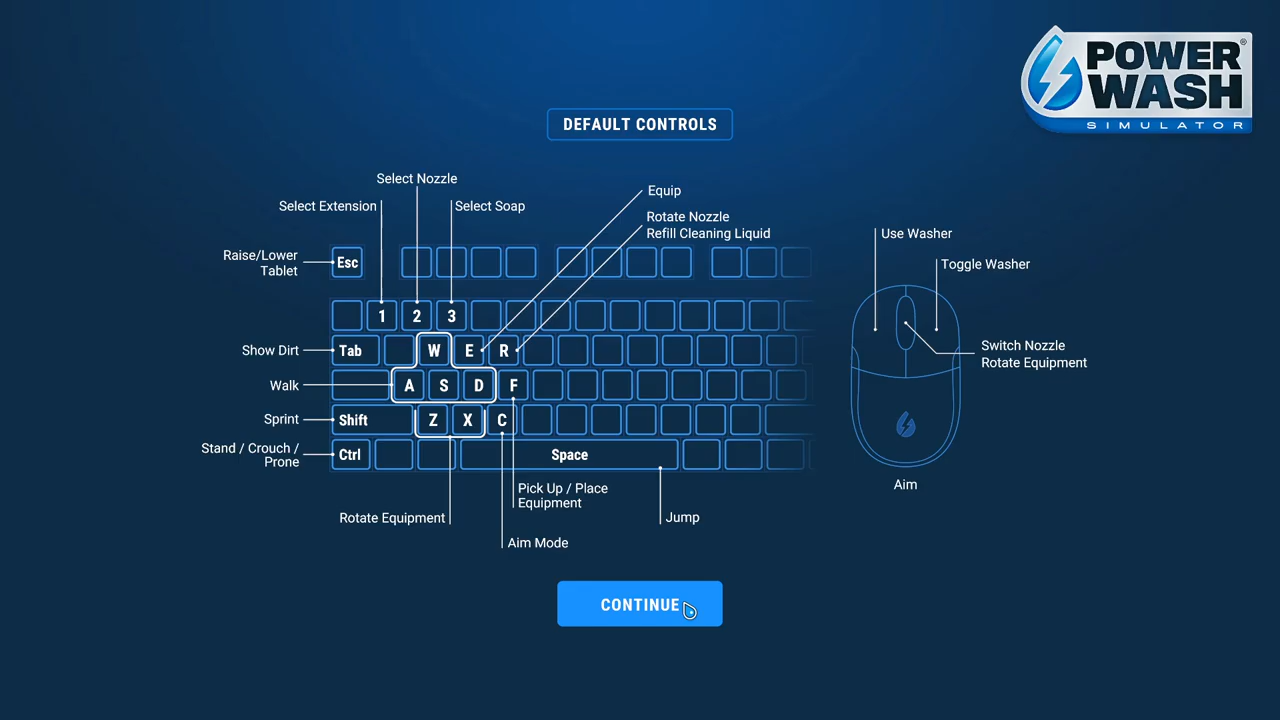 POWER
WASH
SIMULATOR
DEFAULT CONTROLS
Select Nozzle
Select Extension
Select Soap
Equip
Rotate Nozzle
Refill Cleaning Liquid
Use Washer
Toggle Washer
Raise/Lower
Tablet
Esc
1 2 3
Show Dirt
Tab W E R
Switch Nozzle
Rotate Equipment
Walk
A S D F
Sprint
Shift Z X C
Stand / Crouch /
Prone
Ctrl Space
Aim
Pick Up / Place
Equipment
Rotate Equipment
Jump
Aim Mode
CONTINUE